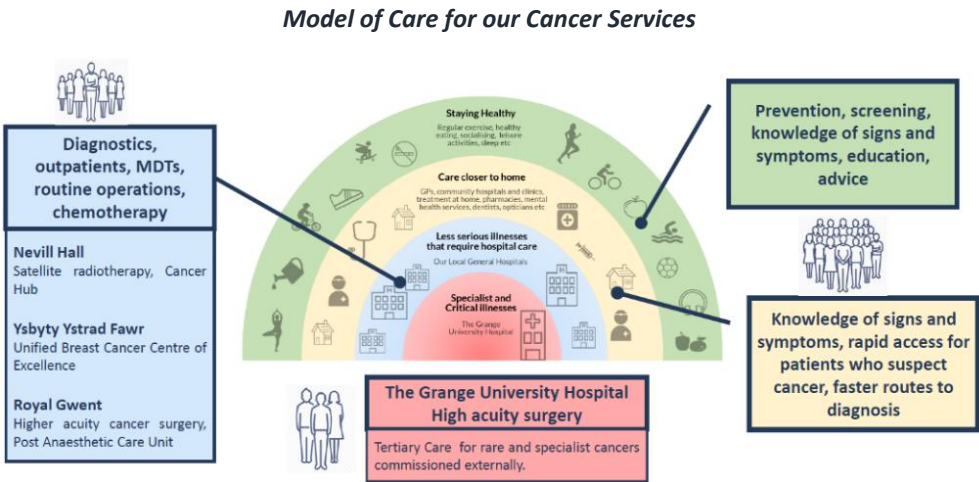 Model of Care for our Cancer Services
Diagnostics,
outpatients, MDTs,
routine operations,
chemotherapy
Nevill Hall
Satellite radiotherapy, Cancer
Hub
Ysbyty Ystrad Fawr
Unified Breast Cancer Centre of
Excellence
Royal Gwent
Higher acuity cancer surgery,
Post Anaesthetic Care Unit
Staying Healthy
Regular exercise, healthy
eating, socialising, leisure
activities, sleep etc
Care closer to home
GPs, community hospitals and clinics,
treatment at home, pharmacies, mental
health services, dentists, opticians etc
Less serious illnesses
that require hospital care
Our Local General Hospitals
Specialist and
Critical illnesses
The Grange
University Hospital
The Grange University Hospital
High acuity surgery
Tertiary Care for rare and specialist cancers
commissioned externally.
Prevention, screening,
knowledge of signs and
symptoms, education,
advice
Knowledge of signs and
symptoms, rapid access for
patients who suspect
cancer, faster routes to
diagnosis